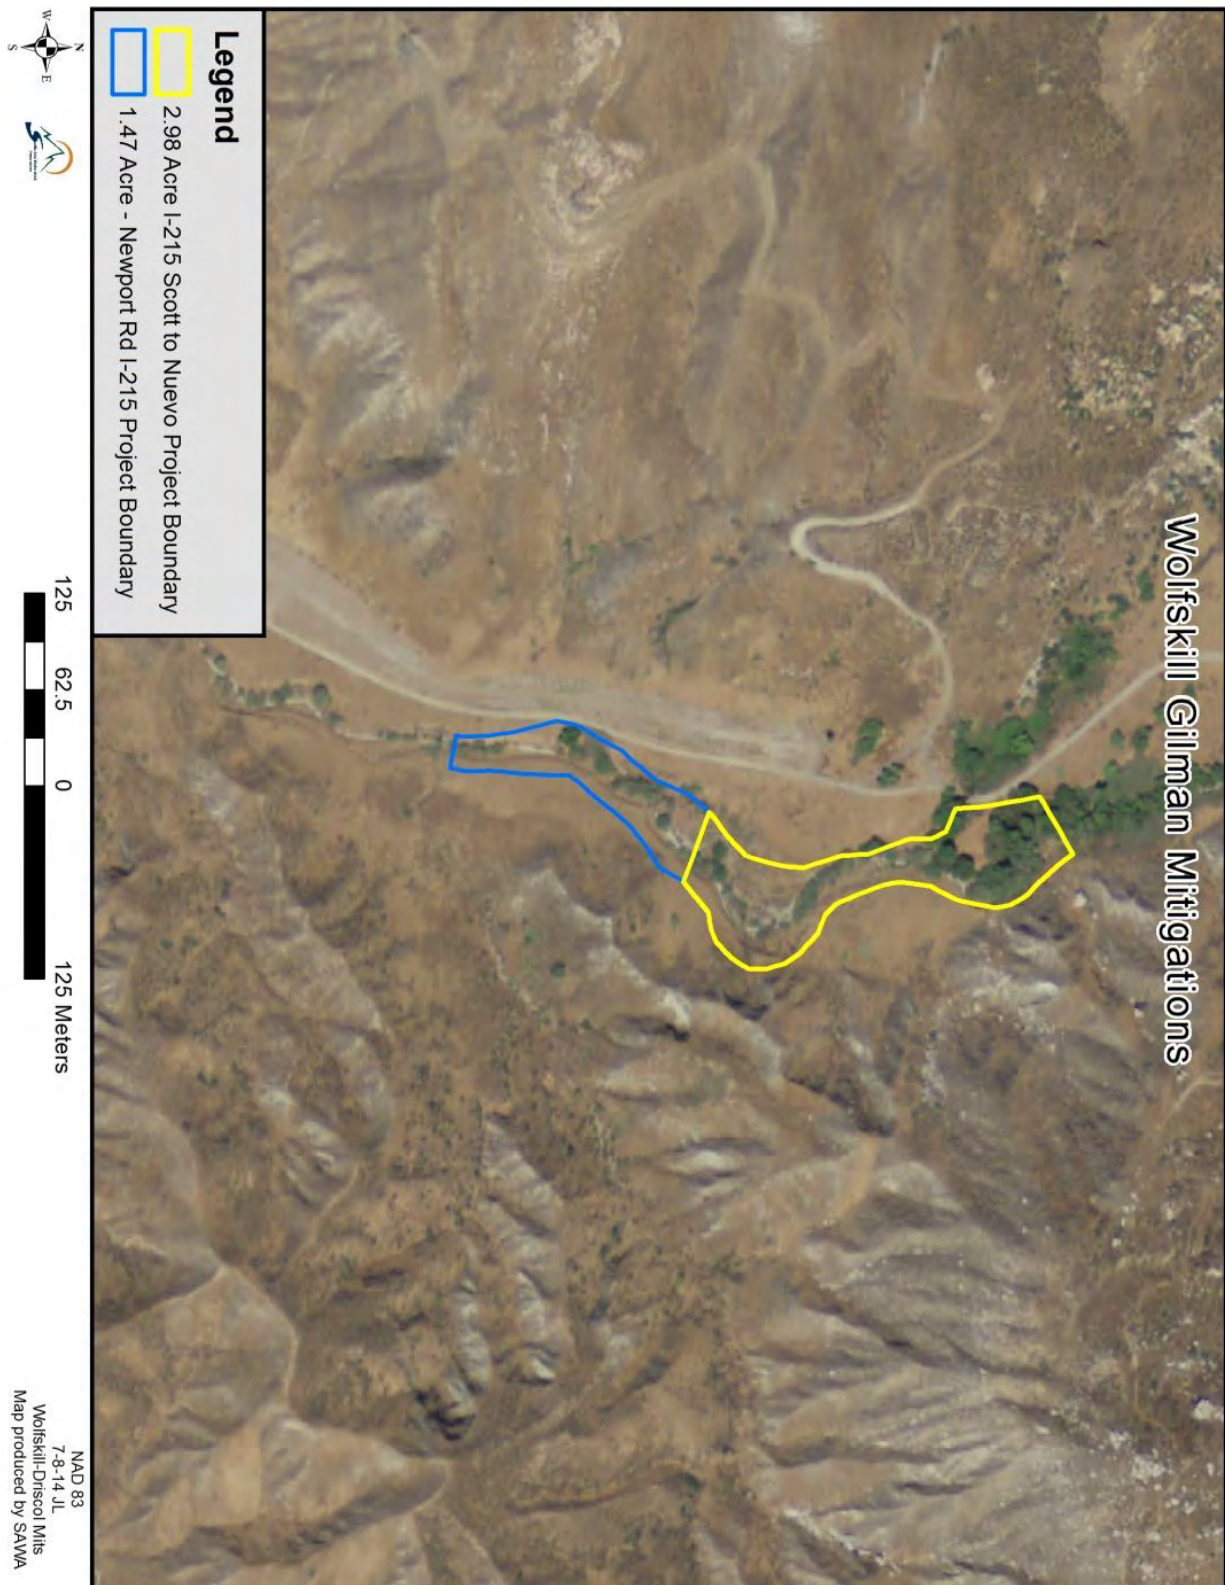 Wolfskill Gilman Mitigations
Legend
2.98 Acre I-215 Scott to Nuevo Project Boundary
1.47 Acre - Newport Rd I-215 Project Boundary
N
W
E
S
125 62.5 0 125 Meters
NAD 83
7-8-14 JL
Wolfskill-Driscol Mits
Map produced by SAWA